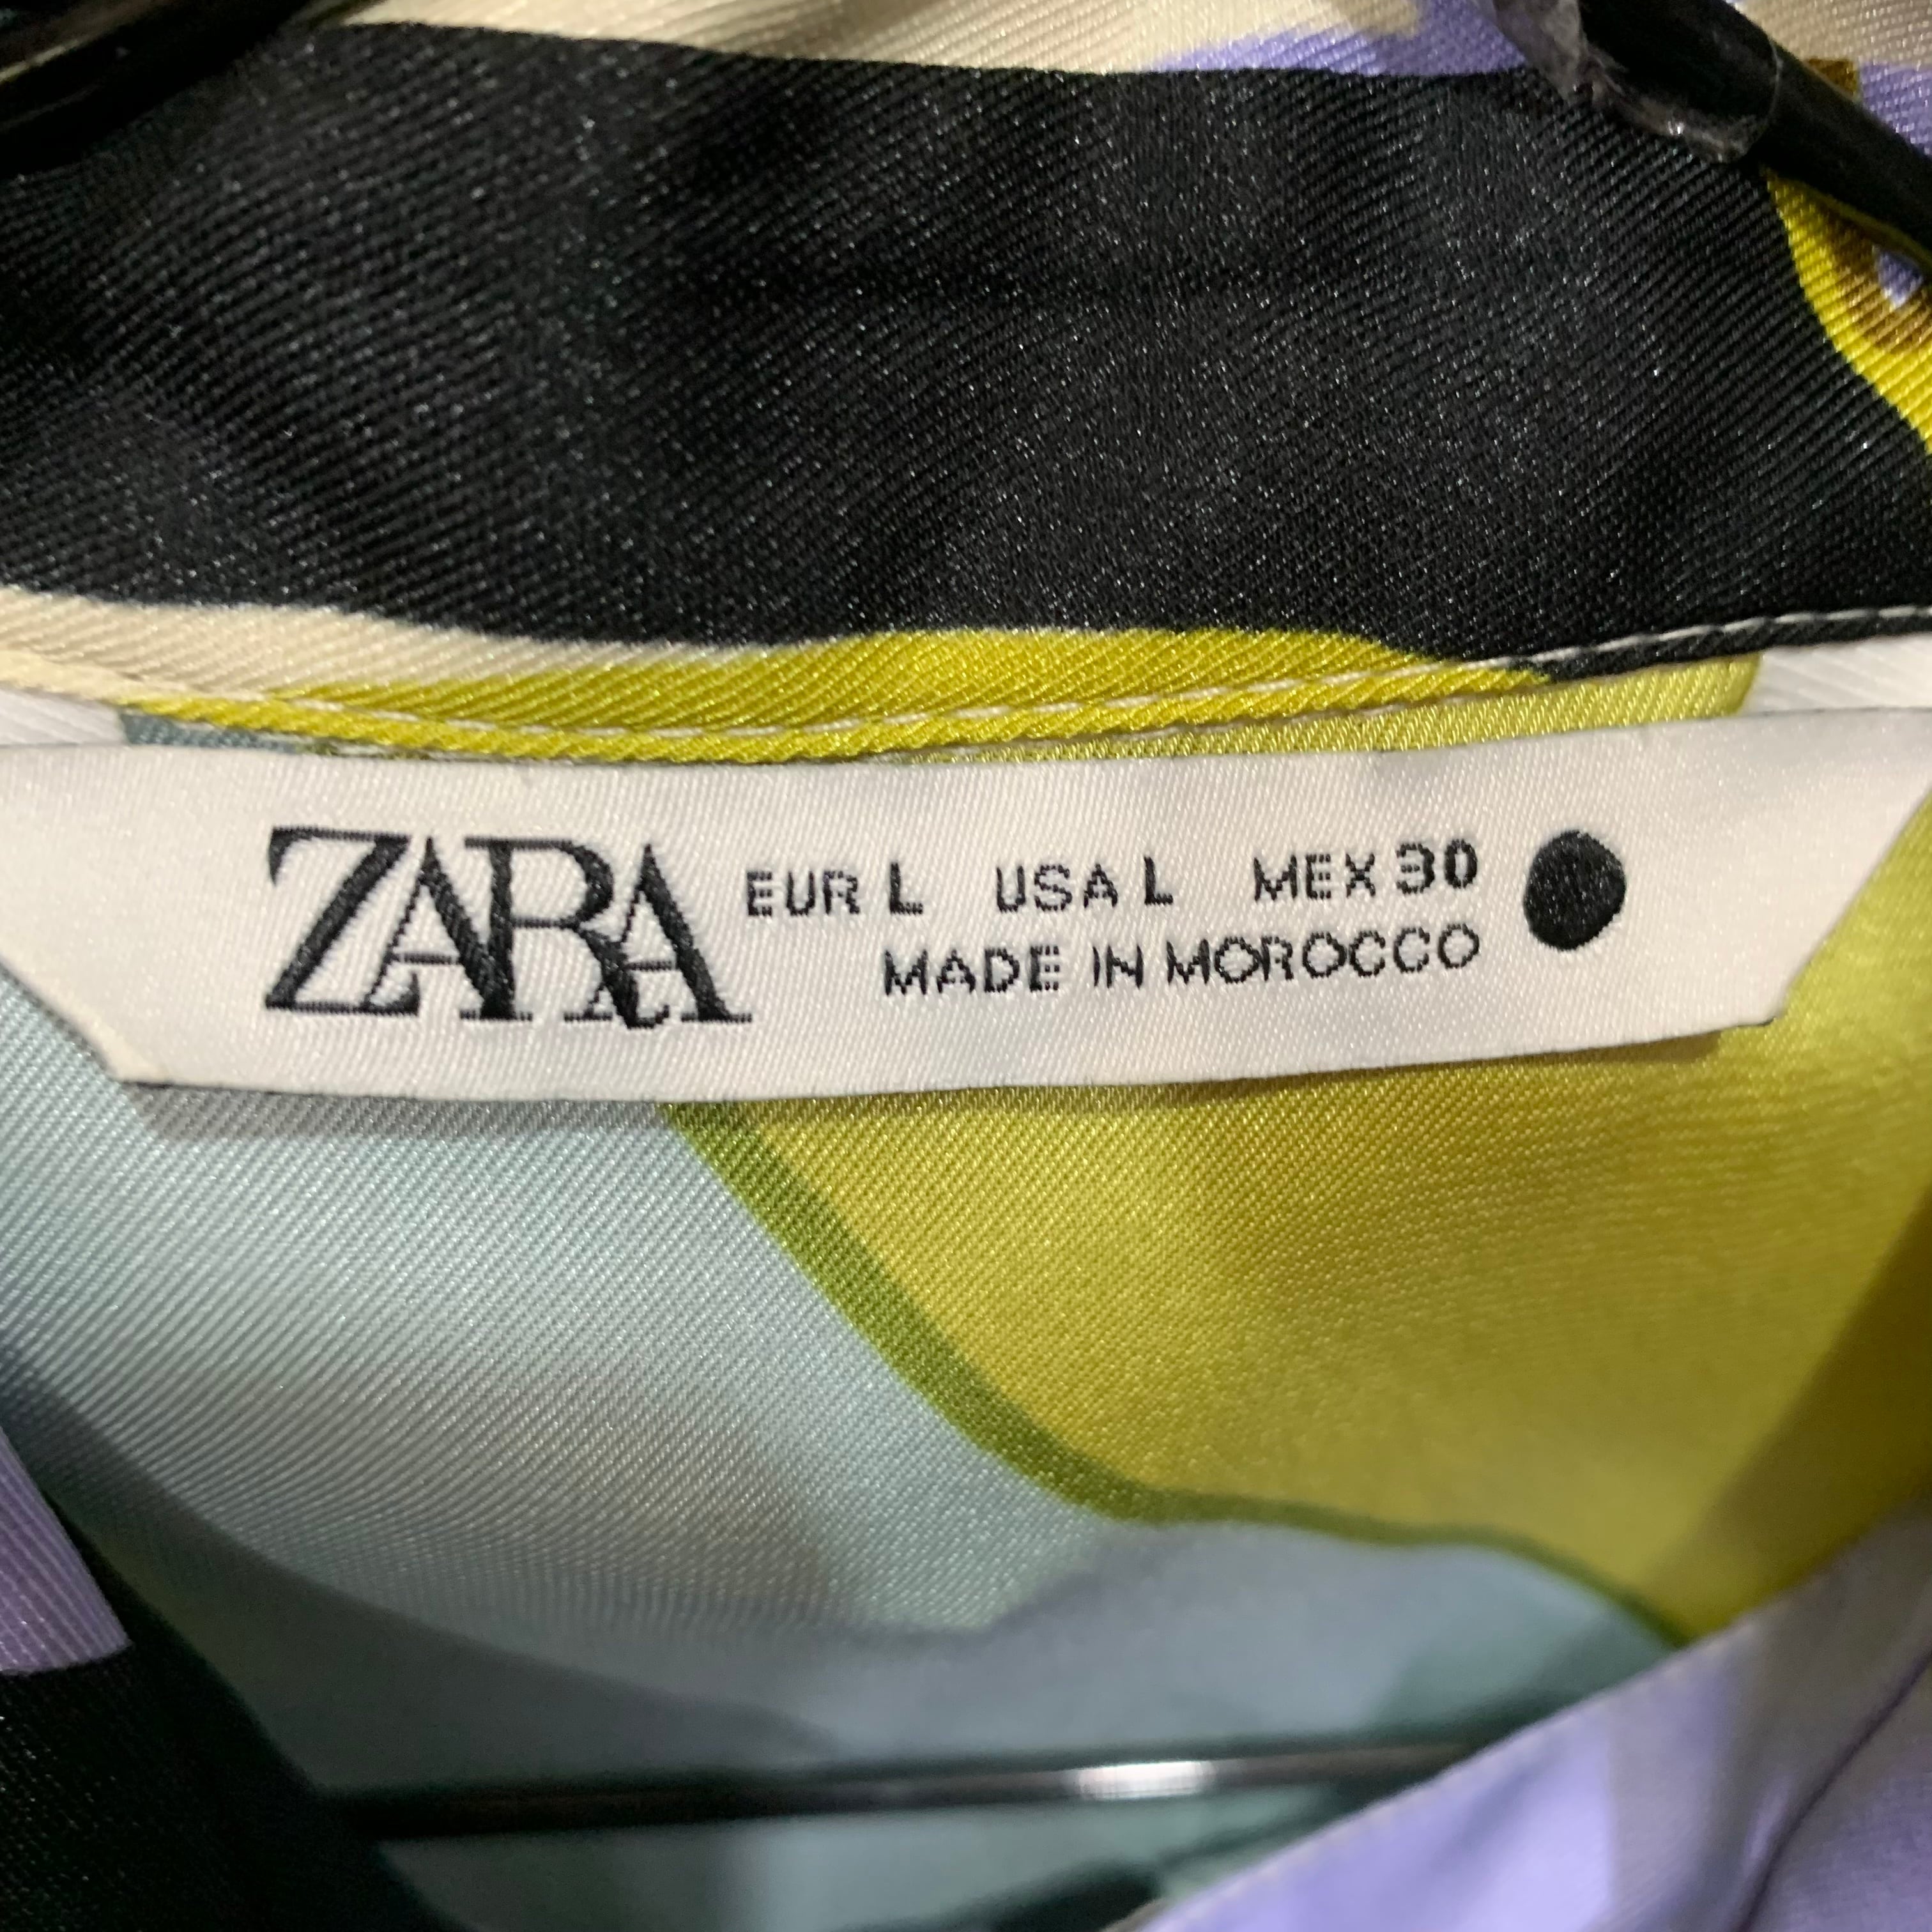 ZARA EUR L USA L MEX 30
MADE IN MOROCCO